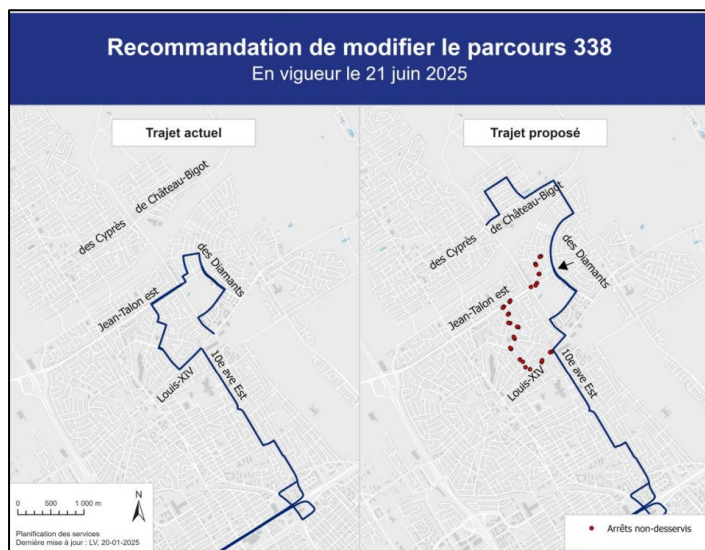 Recommandation de modifier le parcours 338
En vigueur le 21 juin 2025
Trajet actuel
de Château-Bigot
des Cyprès
des Diamants
Jean-Talon est
Louis-XIV
10e ave Est
0 500 1 000 m
N
Planification des services
Dernière mise à jour : LV, 20-01-2025
Trajet proposé
de Château-Bigot
des Cyprès
des Diamants
Jean-Talon est
Louis-XIV
10e ave Est
Arrêts non-desservis